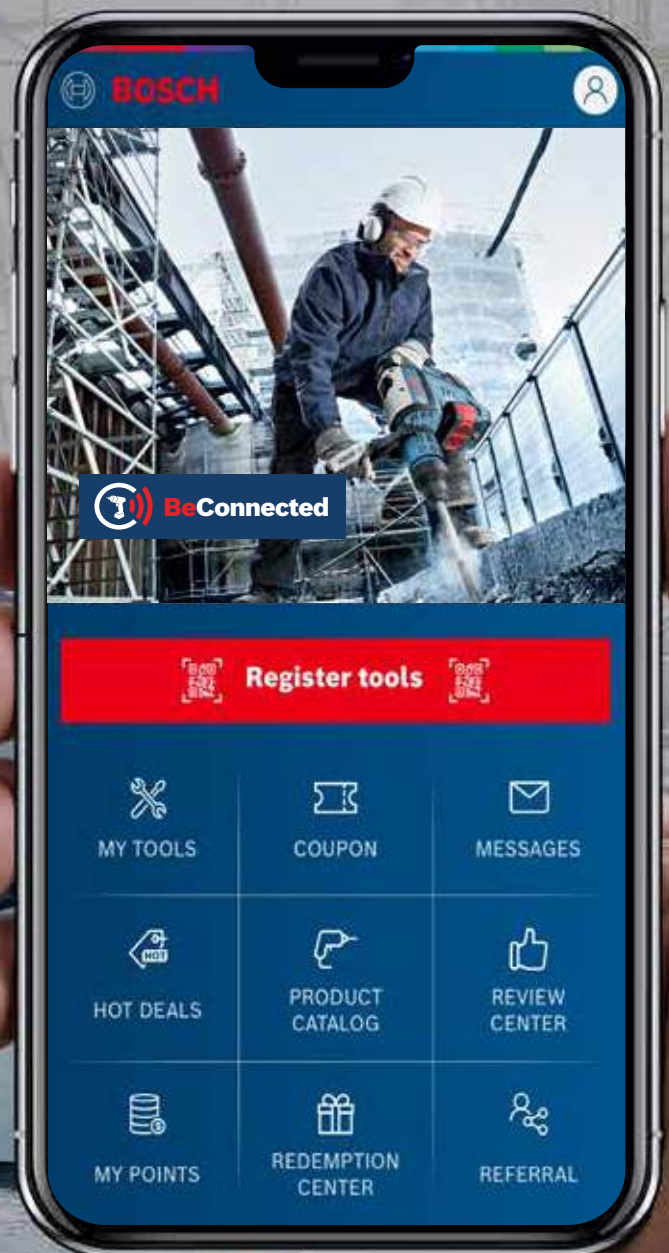 BOSCH
BeConnected
Register tools
MY TOOLS
COUPON
MESSAGES
HOT
HOT DEALS
PRODUCT
CATALOG
REVIEW
CENTER
MY POINTS
REDEMPTION
CENTER
REFERRAL